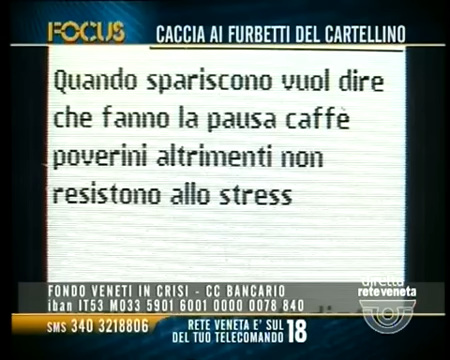 FOCUS
CACCIA AI FURBETTI DEL CARTELLINO
Quando spariscono vuol dire
che fanno la pausa caffè
poverini altrimenti non
resistono allo stress
diretta
reteveneta
FONDO VENETI IN CRISI - CC BANCARIO
iban IT53 M033 5901 6001 0000 0078 840
SMS 340 3218806
RETE VENETA E' SUL
DEL TUO TELECOMANDO 18